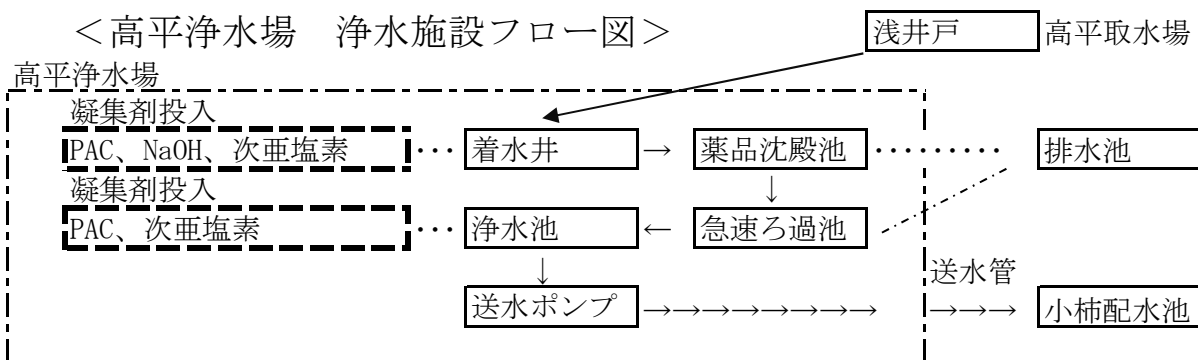 ＜高平浄水場　浄水施設フロー図＞
浅井戸 高平取水場
高平浄水場
凝集剤投入
PAC、NaOH、次亜塩素 ･･･ 着水井 → 薬品沈殿池 ･････････ 排水池
凝集剤投入 ↓
PAC、次亜塩素 ･･･ 浄水池 ← 急速ろ過池
↓ 送水管
送水ポンプ →→→→→→→→ →→→ 小柿配水池